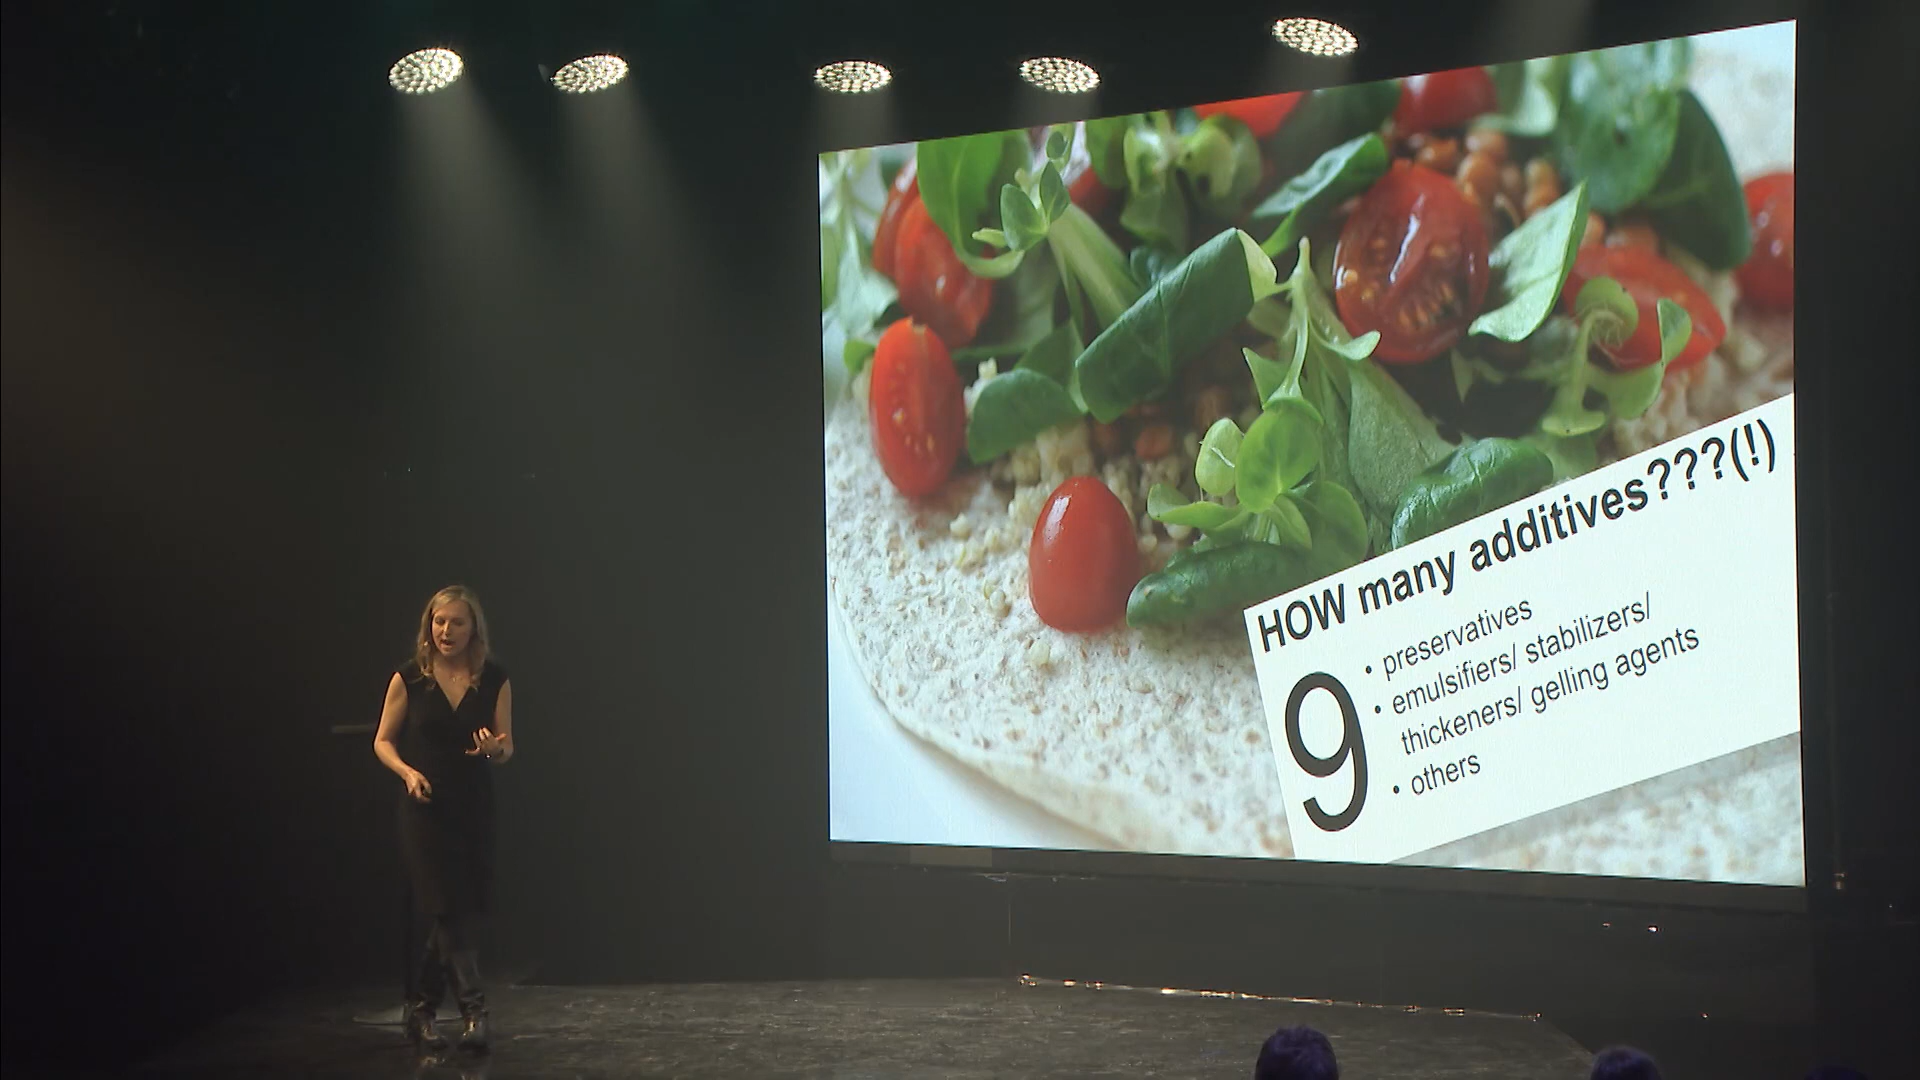 HOW many additives???(!)
9
• preservatives
• emulsifiers/ stabilizers/
thickeners/ gelling agents
• others